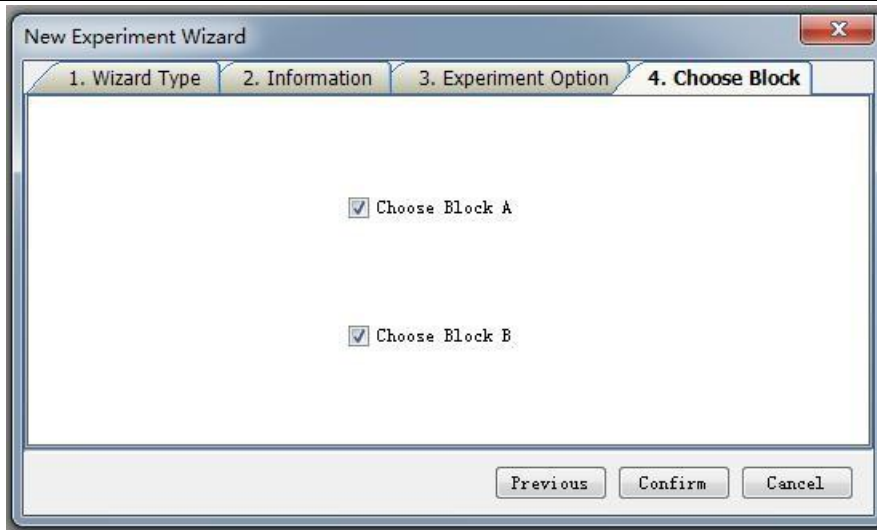 New Experiment Wizard
1. Wizard Type 2. Information 3. Experiment Option 4. Choose Block
Choose Block A
Choose Block B
Previous Confirm Cancel